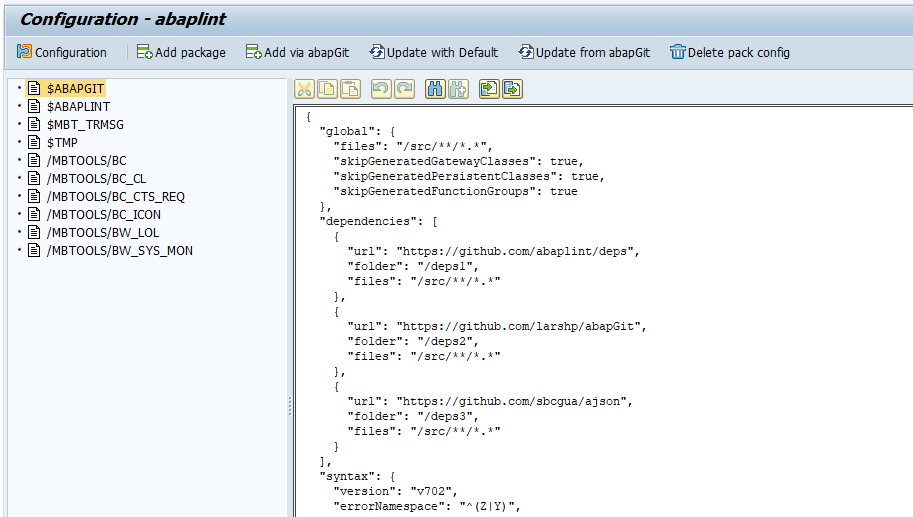 Configuration - abaplint
Configuration Add package Add via abapGit Update with Default Update from abapGit Delete pack config
$ABAPGIT
$ABAPLINT
$MBT_TRMSG
$TMP
/MBTOOLS/BC
/MBTOOLS/BC_CL
/MBTOOLS/BC_CTS_REQ
/MBTOOLS/BC_ICON
/MBTOOLS/BW_LOL
/MBTOOLS/BW_SYS_MON
{
  "global": {
    "files": "/src/**/*.*",
    "skipGeneratedGatewayClasses": true,
    "skipGeneratedPersistentClasses": true,
    "skipGeneratedFunctionGroups": true
  },
  "dependencies": [
    {
      "url": "https://github.com/abaplint/deps",
      "folder": "/deps1",
      "files": "/src/**/*.*"
    },
    {
      "url": "https://github.com/larshp/abapGit",
      "folder": "/deps2",
      "files": "/src/**/*.*"
    },
    {
      "url": "https://github.com/sbcgua/ajson",
      "folder": "/deps3",
      "files": "/src/**/*.*"
    }
  ],
  "syntax": {
    "version": "v702",
    "errorNamespace": "^(Z|Y)",